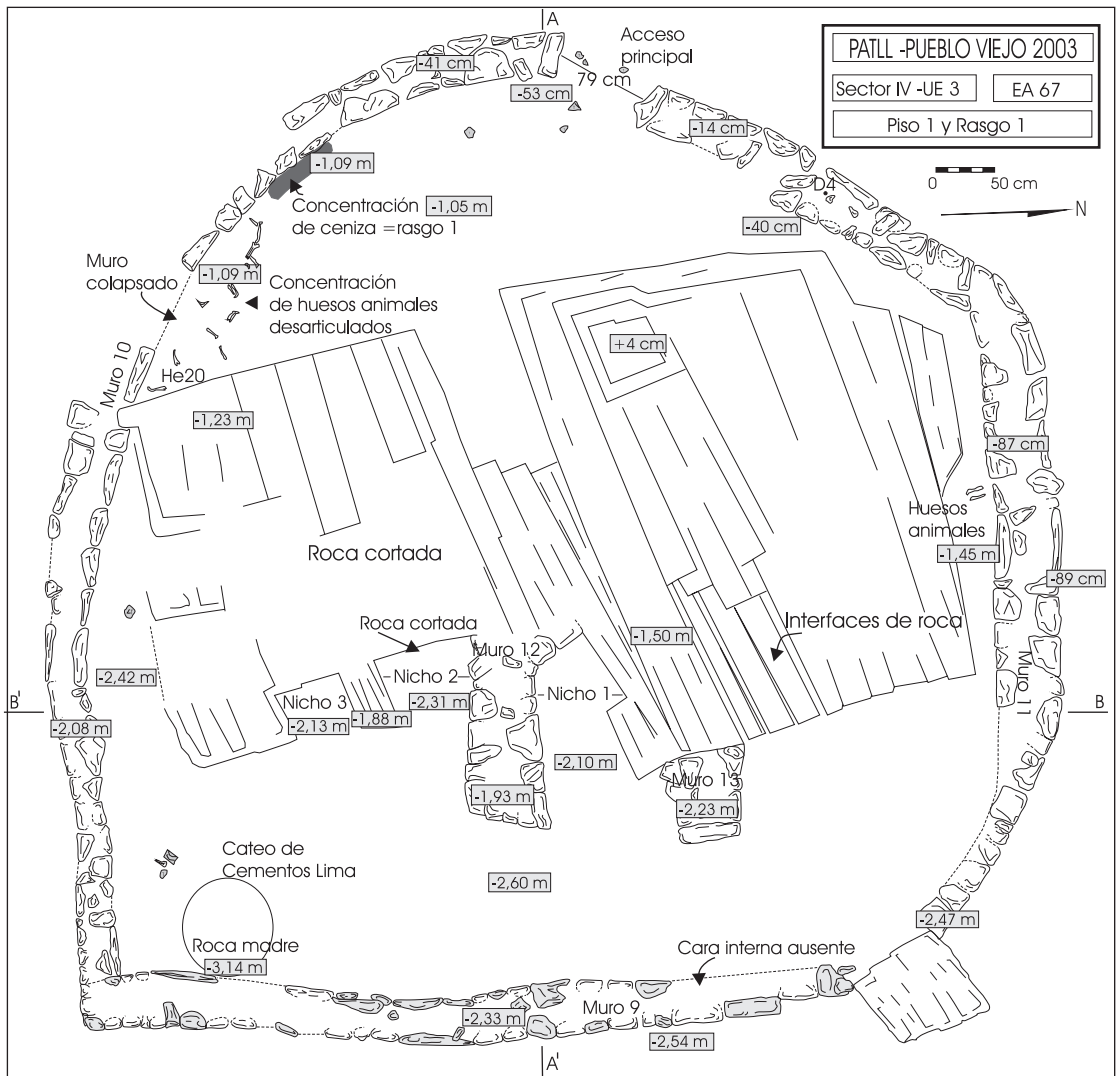 A
Acceso
principal
PATLL -PUEBLO VIEJO 2003
Sector IV -UE 3
EA 67
Piso 1 y Rasgo 1
-41 cm
79 cm
-53 cm
-14 cm
0 50 cm
N
-1,09 m
D4
Concentración
de ceniza =rasgo 1
-1,05 m
-40 cm
Muro
colapsado
-1,09 m
Concentración
de huesos animales
desarticulados
+4 cm
Muro 10
He20
-1,23 m
-87 cm
Huesos
animales
Roca cortada
-1,45 m
-89 cm
Roca cortada
Muro 12
-1,50 m
Interfaces de roca
-2,42 m
Nicho 2
Nicho 3
-2,31 m
Nicho 1
Muro 11
B'
B
-2,08 m
-2,13 m
-1,88 m
-2,10 m
Muro 13
-1,93 m
-2,23 m
Cateo de
Cementos Lima
-2,60 m
-2,47 m
Roca madre
-3,14 m
Cara interna ausente
Muro 9
-2,33 m
-2,54 m
A'